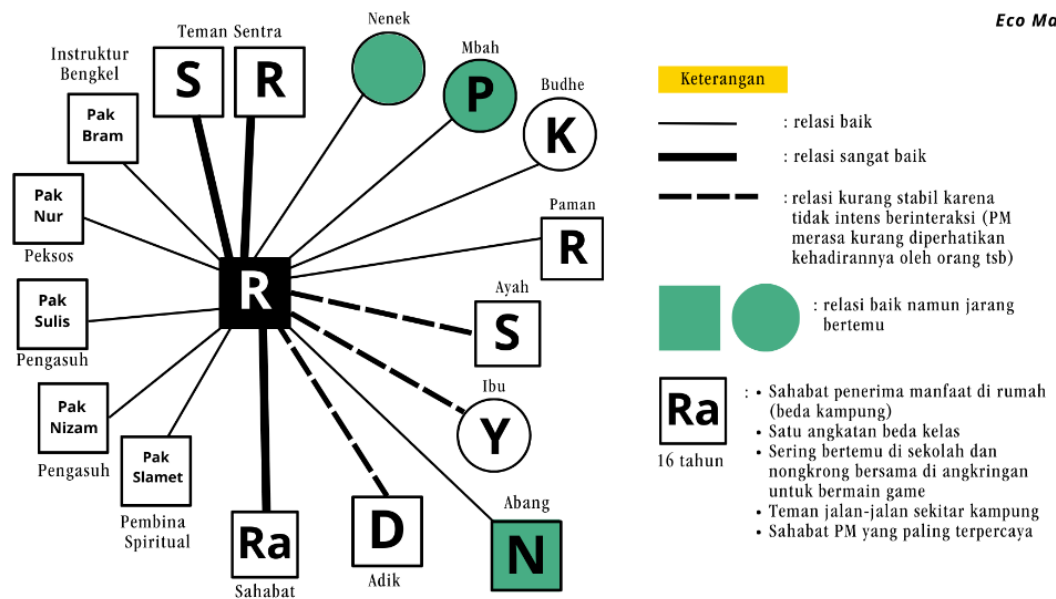 Eco Ma
Nenek
Teman Sentra
Mbah
Instruktur
Bengkel
Budhe
S
R
P
K
Pak
Bram
Pak
Nur
Peksos
Paman
R
R
Ayah
S
Pak
Sulis
Pengasuh
Ibu
Y
Pak
Nizam
Pengasuh
Pak
Slamet
Pembina
Spiritual
Ra
Sahabat
D
Adik
Abang
N
Keterangan
: relasi baik
: relasi sangat baik
: relasi kurang stabil karena
tidak intens berinteraksi (PM
merasa kurang diperhatikan
kehadirannya oleh orang tsb)
: relasi baik namun jarang
bertemu
Ra
16 tahun
: • Sahabat penerima manfaat di rumah
(beda kampung)
• Satu angkatan beda kelas
• Sering bertemu di sekolah dan
nongkrong bersama di angkringan
untuk bermain game
• Teman jalan-jalan sekitar kampung
• Sahabat PM yang paling terpercaya